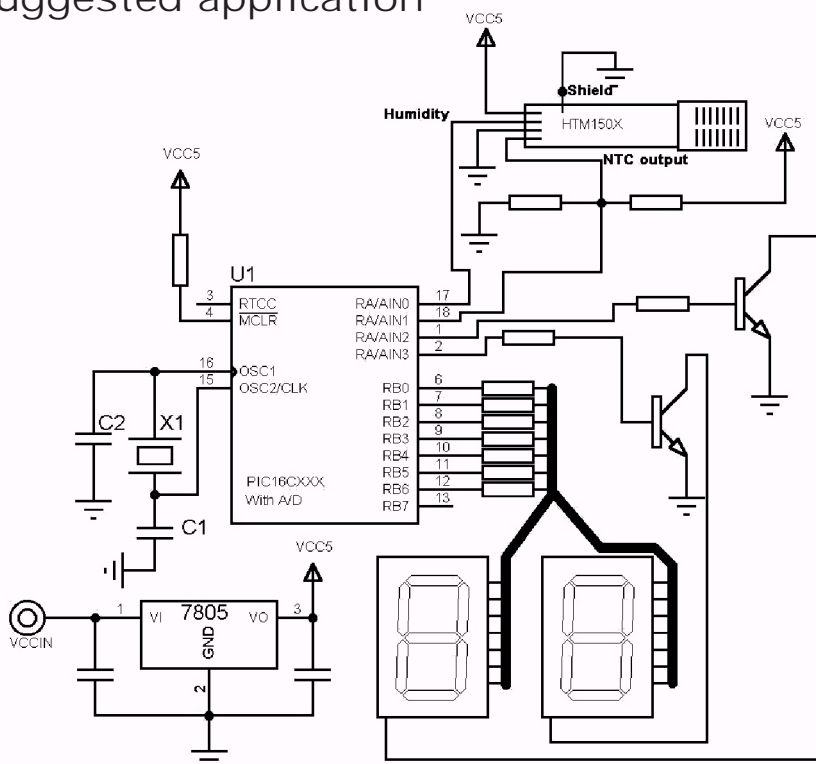 uggested application
VCC5
Shield
Humidity
HTM150X
VCC5
NTC output
VCC5
U1
3 RTCC
4 MCLR
16 OSC1
15 OSC2/CLK
RA/AIN0 17
RA/AIN1 18
RA/AIN2 1
RA/AIN3 2
RB0 6
RB1 7
RB2 8
RB3 9
RB4 10
RB5 11
RB6 12
RB7 13
PIC16CXXX
With A/D
C2
X1
C1
VCC5
VCCIN
1 VI 7805 VO 3
GND
2